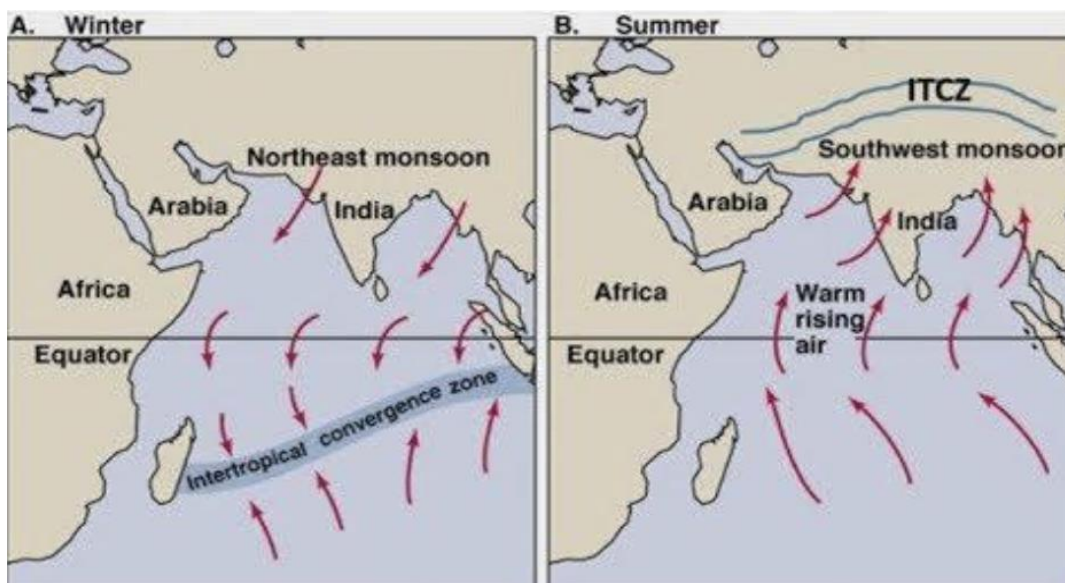 A. Winter
Northeast monsoon
Arabia
India
Africa
Equator
Intertropical convergence zone
B. Summer
ITCZ
Southwest monsoon
Arabia
India
Africa
Warm
rising
air
Equator